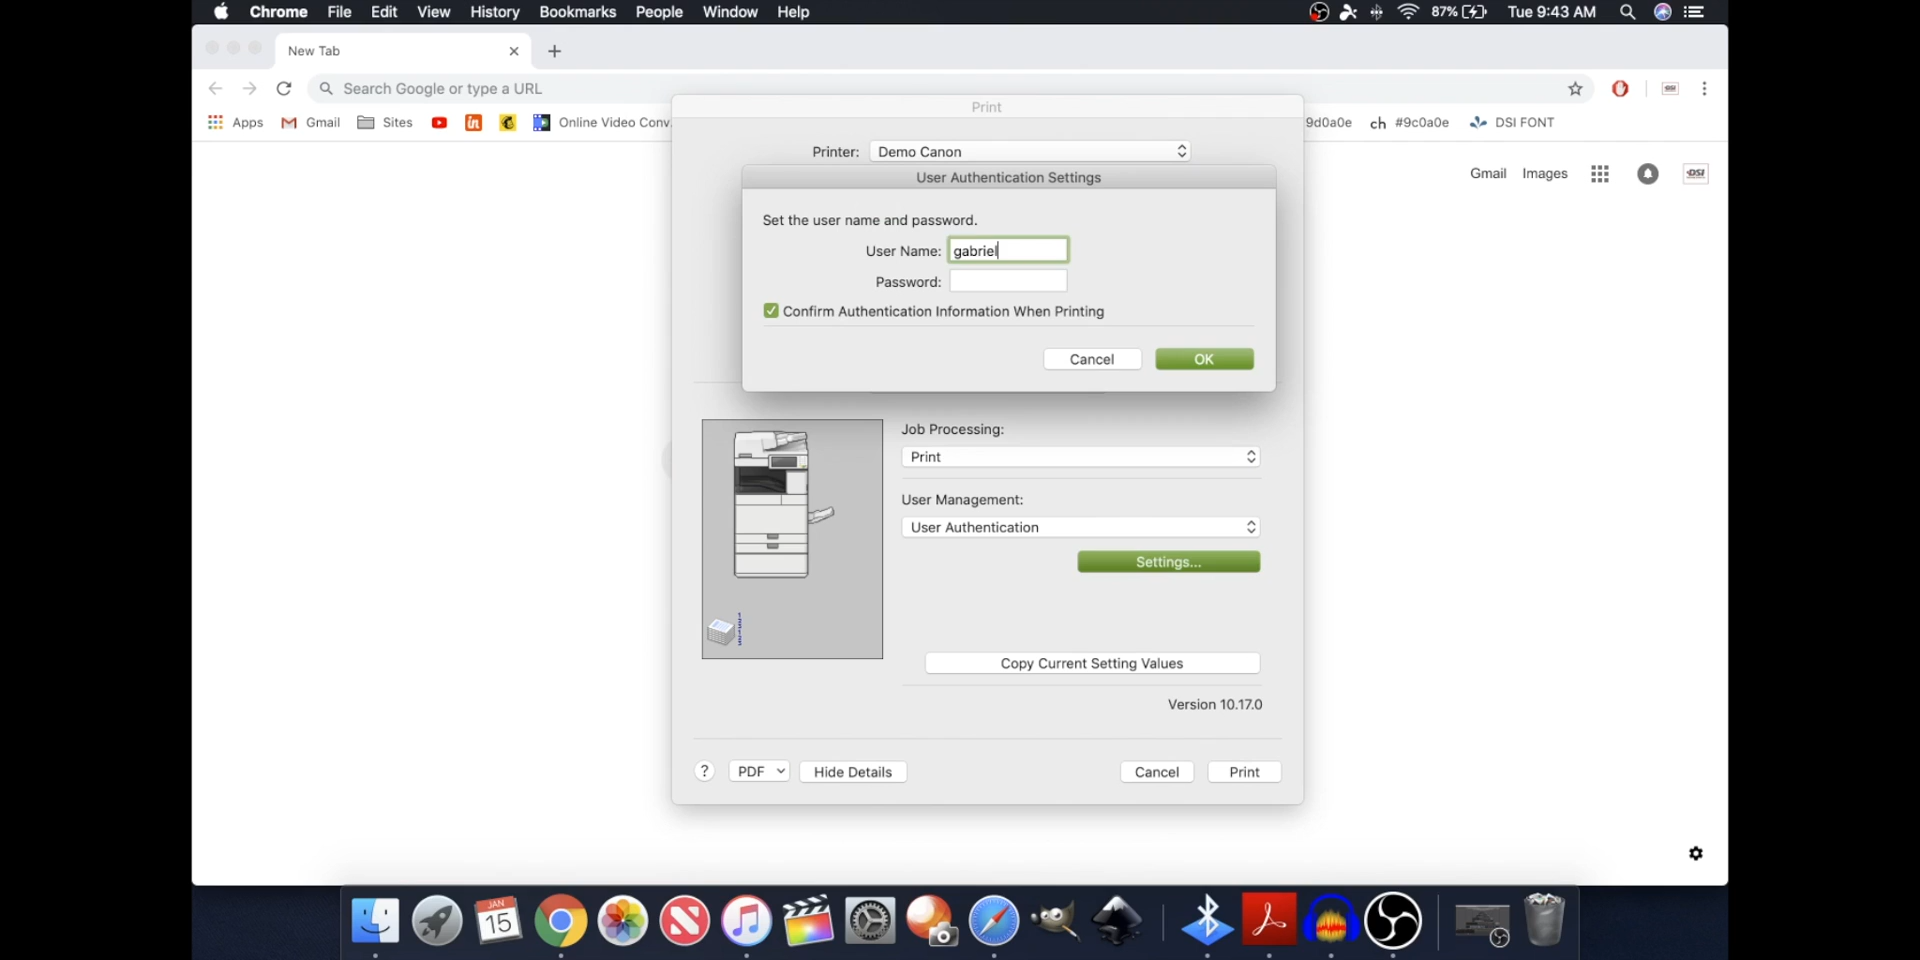 Chrome File Edit View History Bookmarks People Window Help 87% Tue 9:43 AM
New Tab
Search Google or type a URL
Apps Gmail Sites in Online Video Conv 9d0a0e ch #9c0a0e DSI FONT
Gmail Images DSI
Print
Printer: Demo Canon
User Authentication Settings
Set the user name and password.
User Name: gabriel
Password:
Confirm Authentication Information When Printing
Cancel OK
Job Processing:
Print
User Management:
User Authentication
Settings...
Copy Current Setting Values
Version 10.17.0
? PDF Hide Details Cancel Print
JAN
15